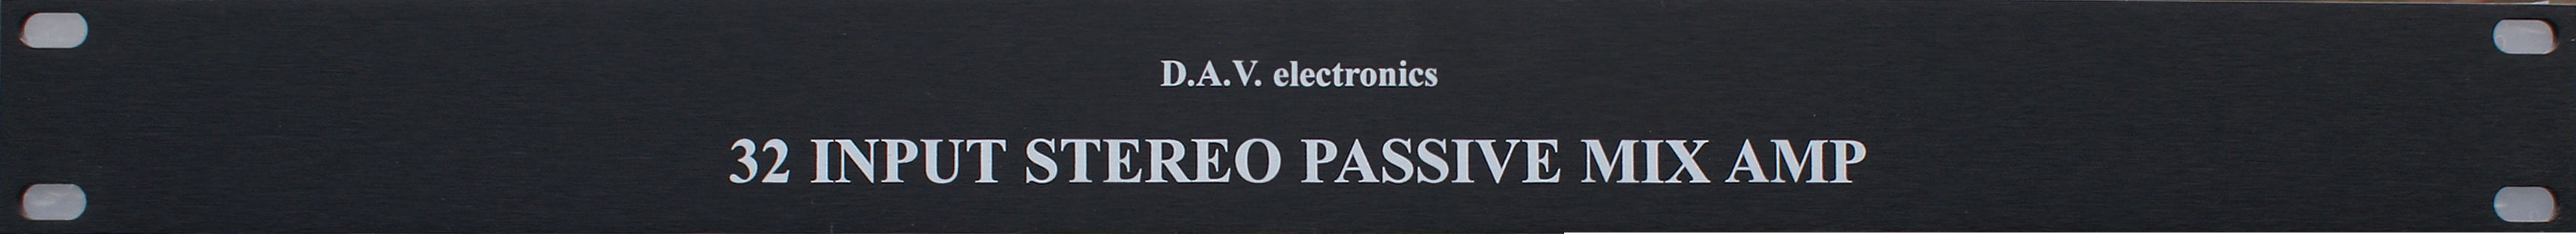 D.A.V. electronics
32 INPUT STEREO PASSIVE MIX AMP